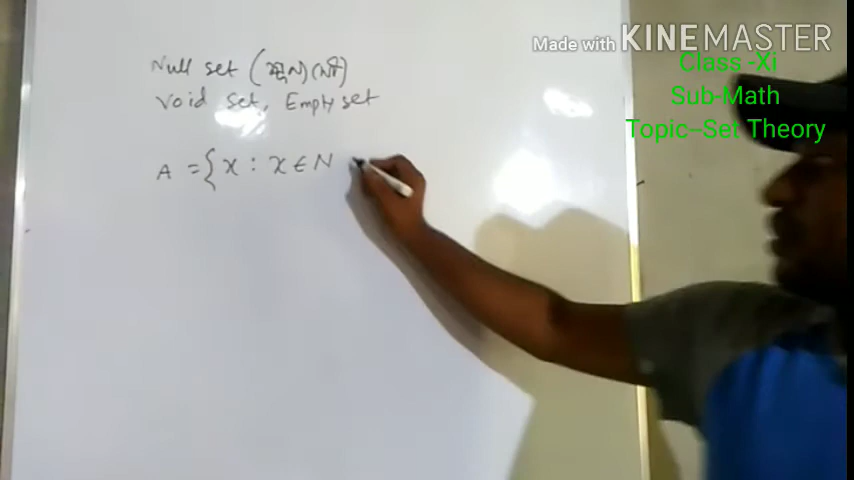 Made with KINEMASTER
Class -Xi
Sub-Math
Topic--Set Theory
Null set (
Void set, Empty set
A = { x : x ∈ N